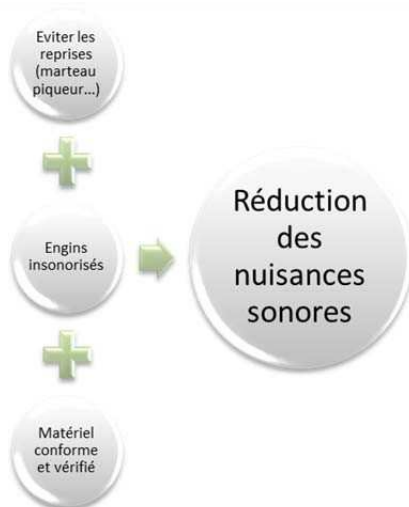 Eviter les
reprises
(marteau
piqueur...)
Engins
insonorisés
Matériel
conforme
et vérifié
Réduction
des
nuisances
sonores